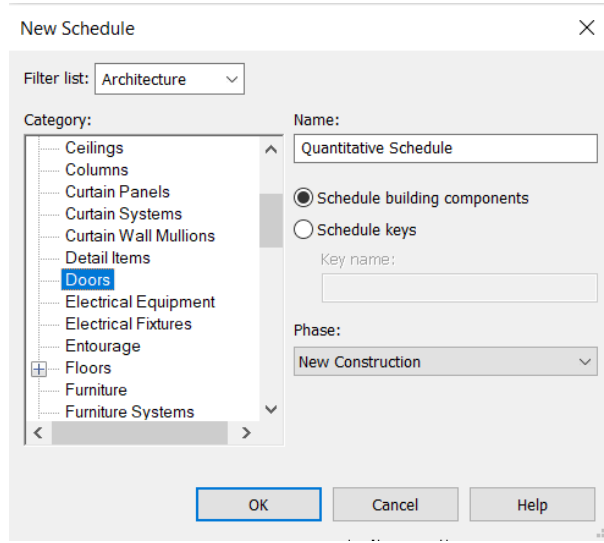 New Schedule
Filter list: Architecture
Category:
Ceilings
Columns
Curtain Panels
Curtain Systems
Curtain Wall Mullions
Detail Items
Doors
Electrical Equipment
Electrical Fixtures
Entourage
Floors
Furniture
Furniture Systems
Name:
Quantitative Schedule
Schedule building components
Schedule keys
Key name:
Phase:
New Construction
OK Cancel Help